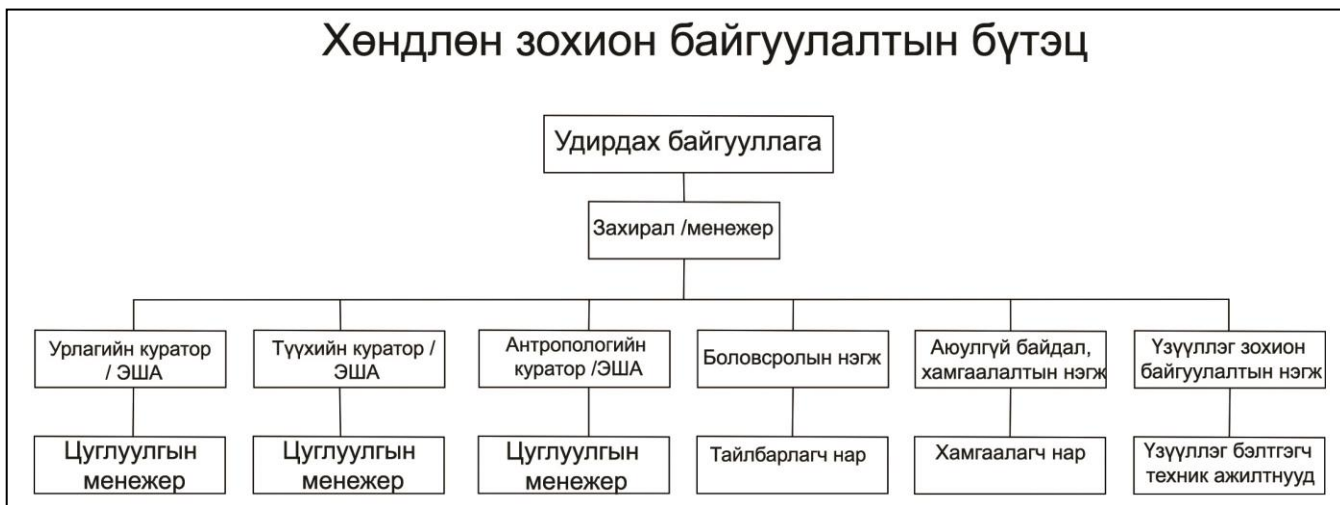 Хөндлөн зохион байгуулалтын бүтэц
Удирдах байгууллага
Захирал /менежер
Урлагийн куратор
/ ЭША
Түүхийн куратор /
ЭША
Антропологийн
куратор /ЭША
Боловсролын нэгж
Аюулгүй байдал,
хамгаалалтын нэгж
Үзүүллэг зохион
байгуулалтын нэгж
Цуглуулгын
менежер
Цуглуулгын
менежер
Цуглуулгын
менежер
Тайлбарлагч нар
Хамгаалагч нар
Үзүүллэг бэлтгэгч
техник ажилтнууд